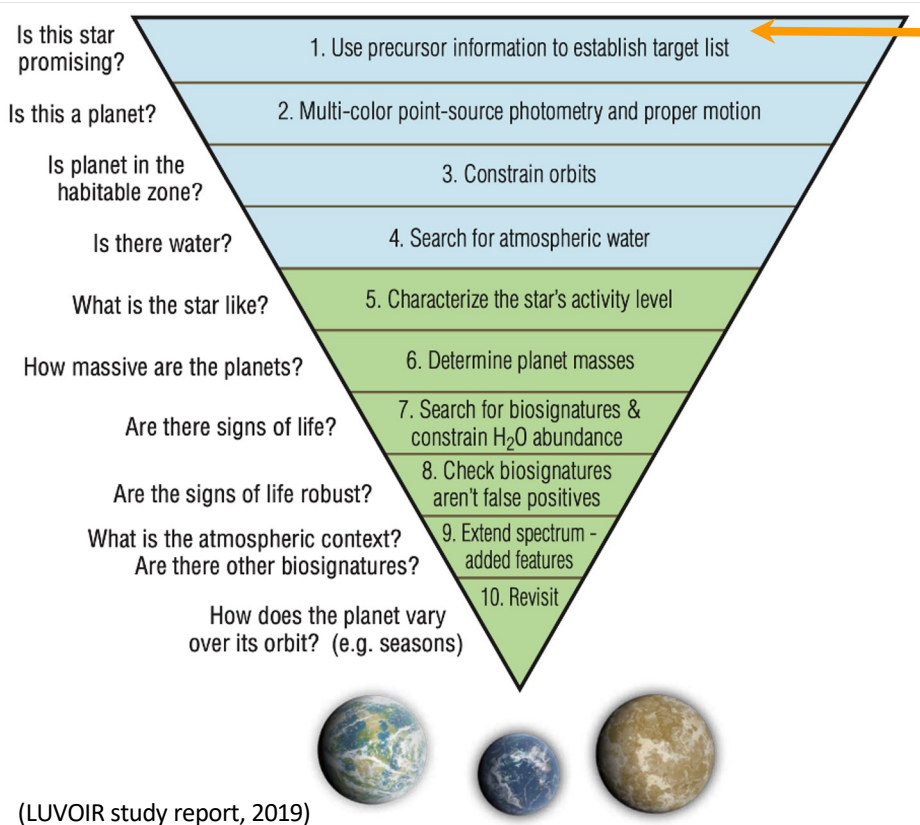 Is this star
promising?
1. Use precursor information to establish target list
Is this a planet?
2. Multi-color point-source photometry and proper motion
Is planet in the
habitable zone?
3. Constrain orbits
Is there water?
4. Search for atmospheric water
What is the star like?
5. Characterize the star's activity level
How massive are the planets?
6. Determine planet masses
Are there signs of life?
7. Search for biosignatures &
constrain H₂O abundance
Are the signs of life robust?
8. Check biosignatures
aren't false positives
What is the atmospheric context?
Are there other biosignatures?
9. Extend spectrum -
added features
How does the planet vary
over its orbit? (e.g. seasons)
10. Revisit
(LUVOIR study report, 2019)